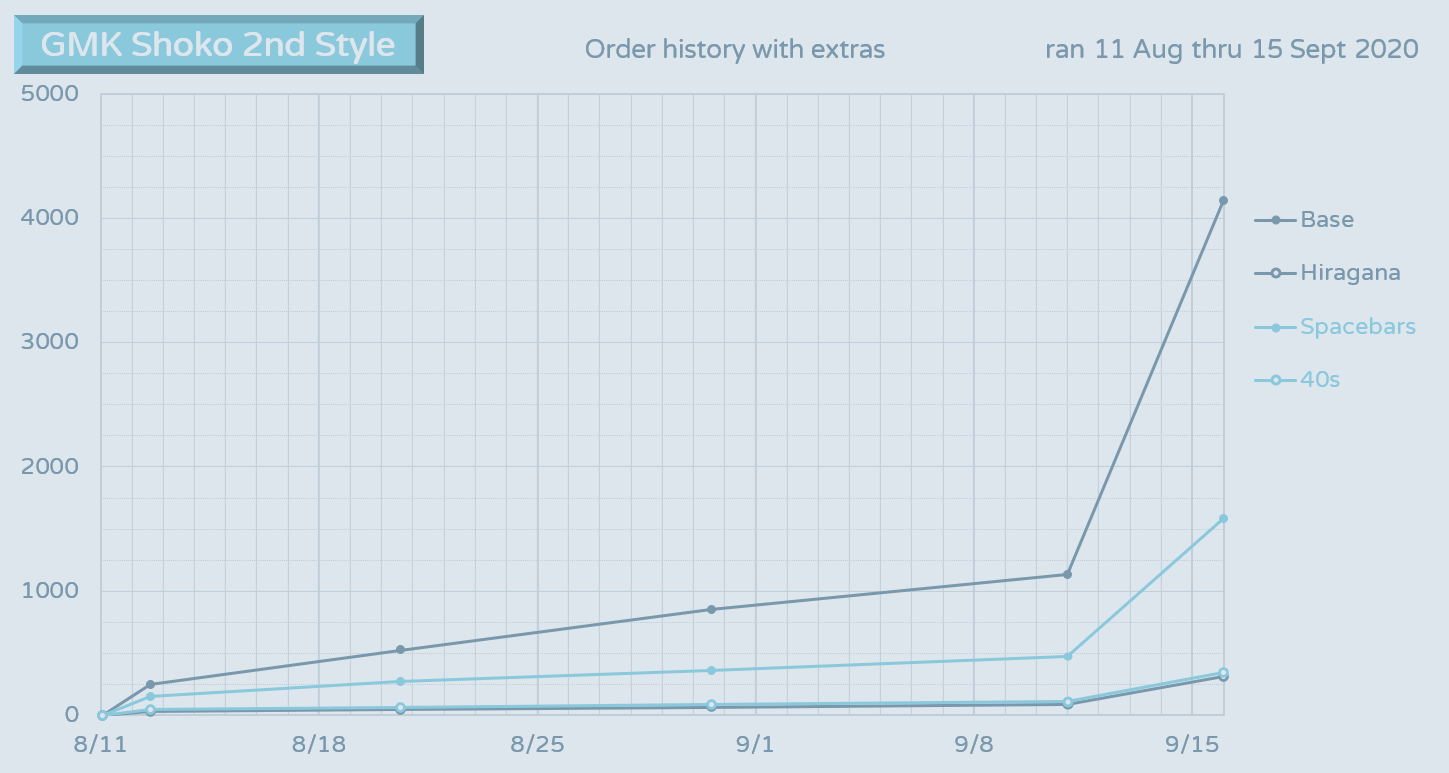 GMK Shoko 2nd Style
Order history with extras
ran 11 Aug thru 15 Sept 2020
5000
4000
3000
2000
1000
0
8/11
8/18
8/25
9/1
9/8
9/15
Base
Hiragana
Spacebars
40s